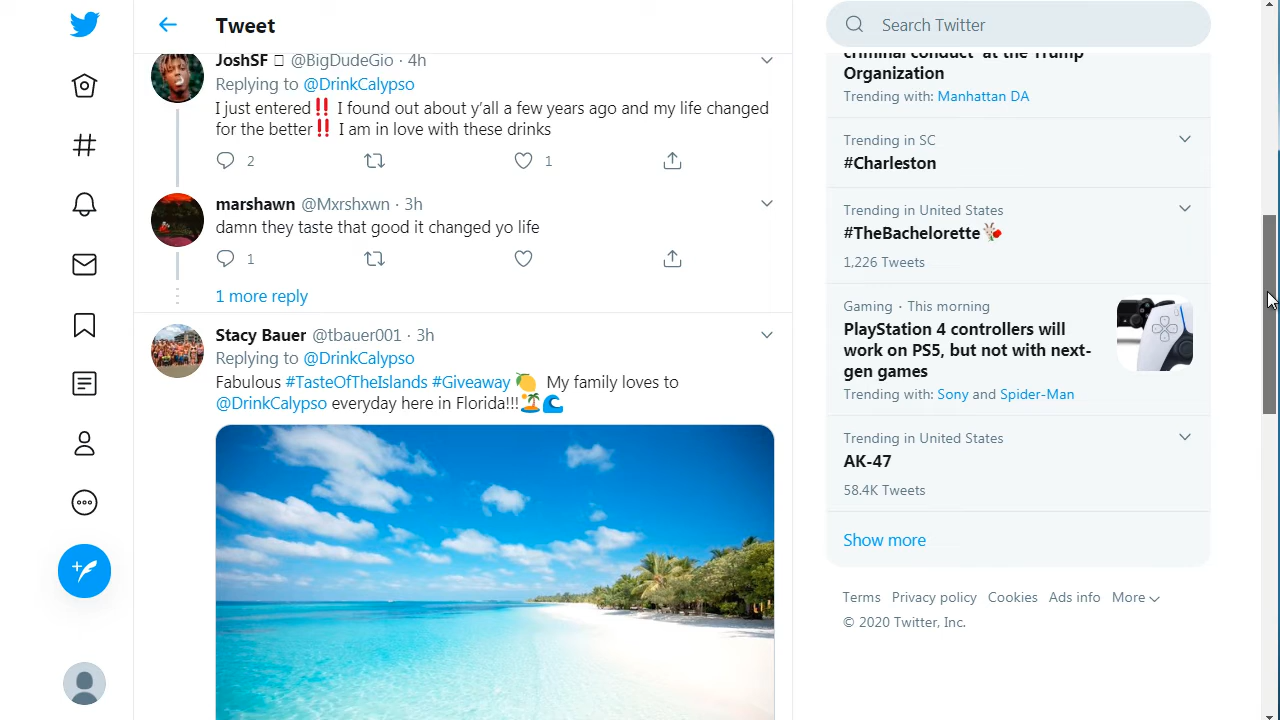 Tweet
JoshSF @BigDudeGio · 4h
Replying to @DrinkCalypso
I just entered‼️ I found out about y'all a few years ago and my life changed
for the better‼️ I am in love with these drinks
2
1
marshawn @Mxrshxwn · 3h
damn they taste that good it changed yo life
1
1 more reply
Stacy Bauer @tbauer001 · 3h
Replying to @DrinkCalypso
Fabulous #TasteOfTheIslands #Giveaway 🍋 My family loves to
@DrinkCalypso everyday here in Florida!!!🏝️🌊
Search Twitter
criminal conduct' at the Trump
Organization
Trending with: Manhattan DA
Trending in SC
#Charleston
Trending in United States
#TheBachelorette
1,226 Tweets
Gaming · This morning
PlayStation 4 controllers will
work on PS5, but not with next-
gen games
Trending with: Sony and Spider-Man
Trending in United States
AK-47
58.4K Tweets
Show more
Terms Privacy policy Cookies Ads info More
© 2020 Twitter, Inc.